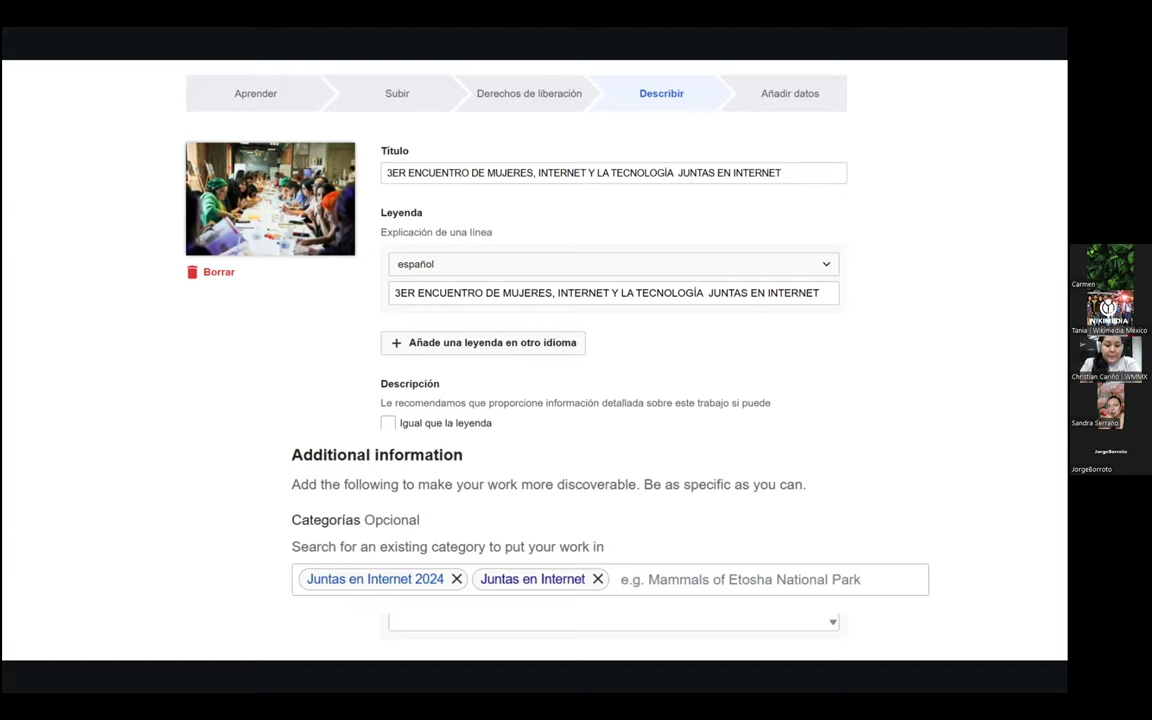 Aprender
Subir
Derechos de liberación
Describir
Añadir datos
Título
3ER ENCUENTRO DE MUJERES, INTERNET Y LA TECNOLOGÍA JUNTAS EN INTERNET
Leyenda
Explicación de una línea
español
3ER ENCUENTRO DE MUJERES, INTERNET Y LA TECNOLOGÍA JUNTAS EN INTERNET
Borrar
+ Añade una leyenda en otro idioma
Descripción
Le recomendamos que proporcione información detallada sobre este trabajo si puede
Igual que la leyenda
Additional information
Add the following to make your work more discoverable. Be as specific as you can.
Categorías Opcional
Search for an existing category to put your work in
Juntas en Internet 2024 Juntas en Internet e.g. Mammals of Etosha National Park
Carmen
WIKIMEDIA
Tania | Wikimedia México
Christian Cariño | WMMX
Sandra Serrano
JorgeBorroto
JorgeBorroto